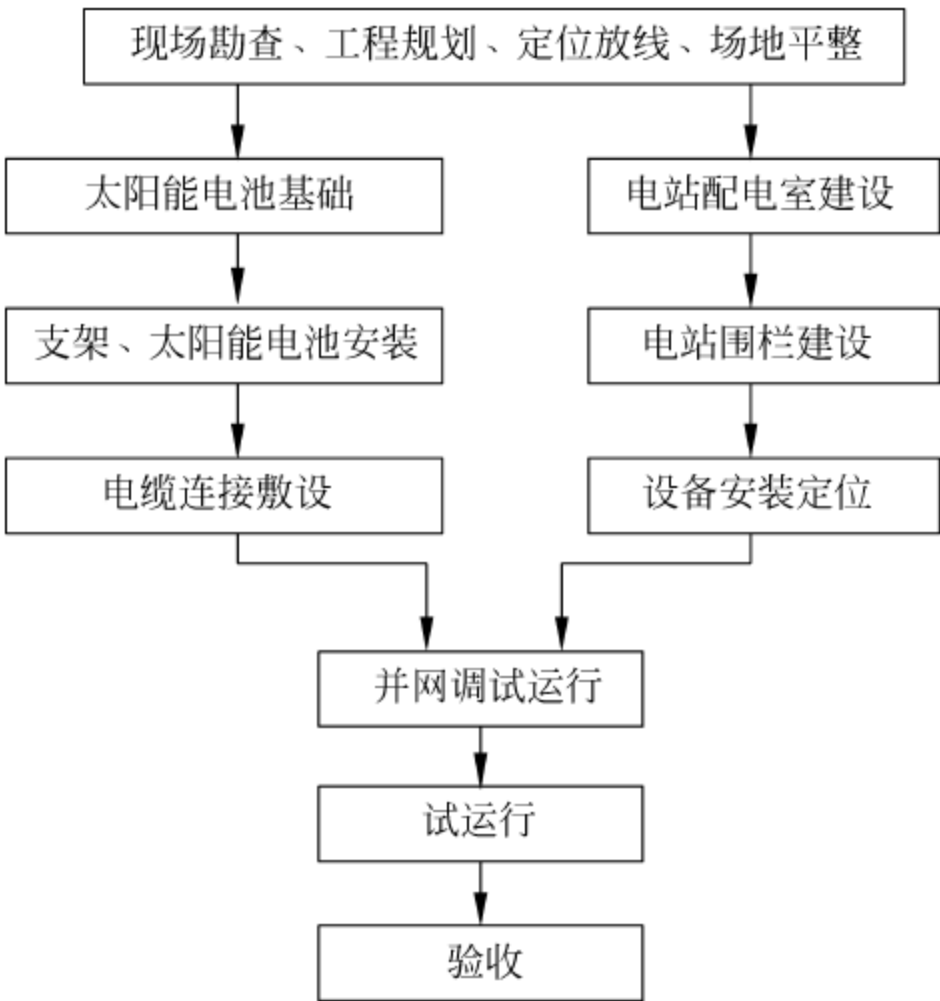 现场勘查、工程规划、定位放线、场地平整
太阳能电池基础
电站配电室建设
支架、太阳能电池安装
电站围栏建设
电缆连接敷设
设备安装定位
并网调试运行
试运行
验收